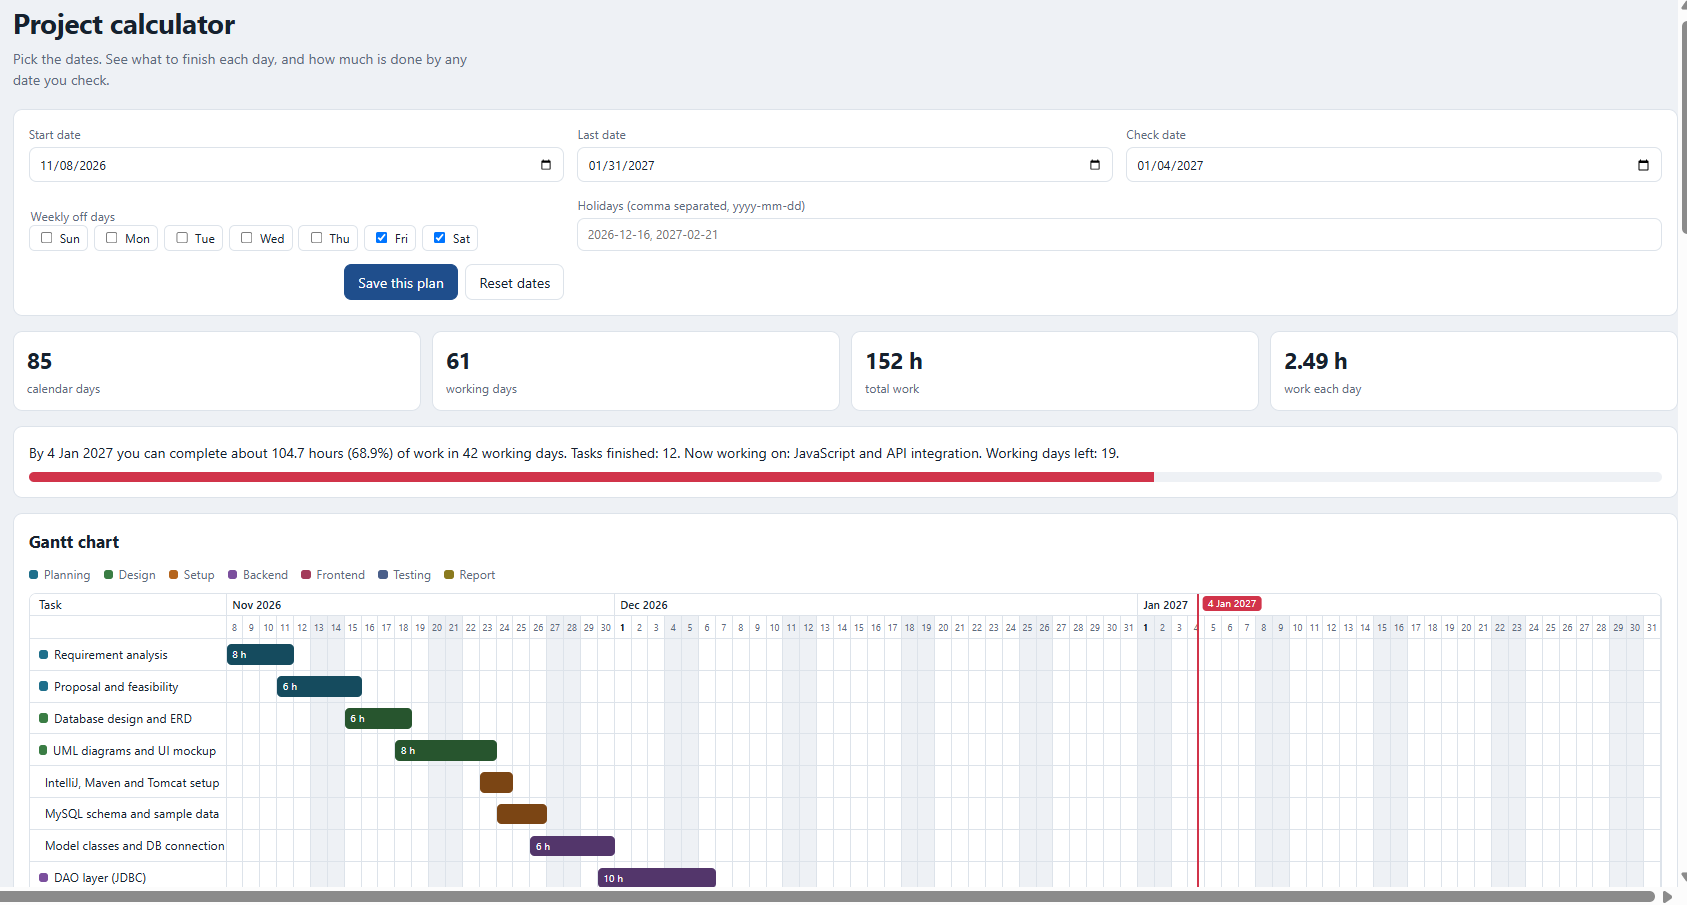 Project calculator
Pick the dates. See what to finish each day, and how much is done by any
date you check.
Start date
Last date
Check date
11/08/2026
01/31/2027
01/04/2027
Weekly off days
Holidays (comma separated, yyyy-mm-dd)
Sun Mon Tue Wed Thu Fri Sat
2026-12-16, 2027-02-21
Save this plan
Reset dates
85
calendar days
61
working days
152 h
total work
2.49 h
work each day
By 4 Jan 2027 you can complete about 104.7 hours (68.9%) of work in 42 working days. Tasks finished: 12. Now working on: JavaScript and API integration. Working days left: 19.
Gantt chart
Planning Design Setup Backend Frontend Testing Report
Task Nov 2026 Dec 2026 Jan 2027 4 Jan 2027
8 9 10 11 12 13 14 15 16 17 18 19 20 21 22 23 24 25 26 27 28 29 30 1 2 3 4 5 6 7 8 9 10 11 12 13 14 15 16 17 18 19 20 21 22 23 24 25 26 27 28 29 30 31 1 2 3 4 5 6 7 8 9 10 11 12 13 14 15 16 17 18 19 20 21 22 23 24 25 26 27 28 29 30 31
Requirement analysis 8 h
Proposal and feasibility 6 h
Database design and ERD 6 h
UML diagrams and UI mockup 8 h
IntelliJ, Maven and Tomcat setup
MySQL schema and sample data
Model classes and DB connection 6 h
DAO layer (JDBC) 10 h